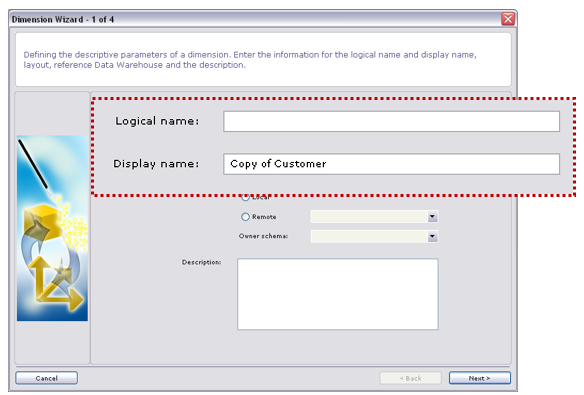 Dimension Wizard - 1 of 4
Defining the descriptive parameters of a dimension. Enter the information for the logical name and display name,
layout, reference Data Warehouse and the description.
Logical name:
Display name: Copy of Customer
Local
Remote
Owner schema:
Description:
Cancel
< Back Next >